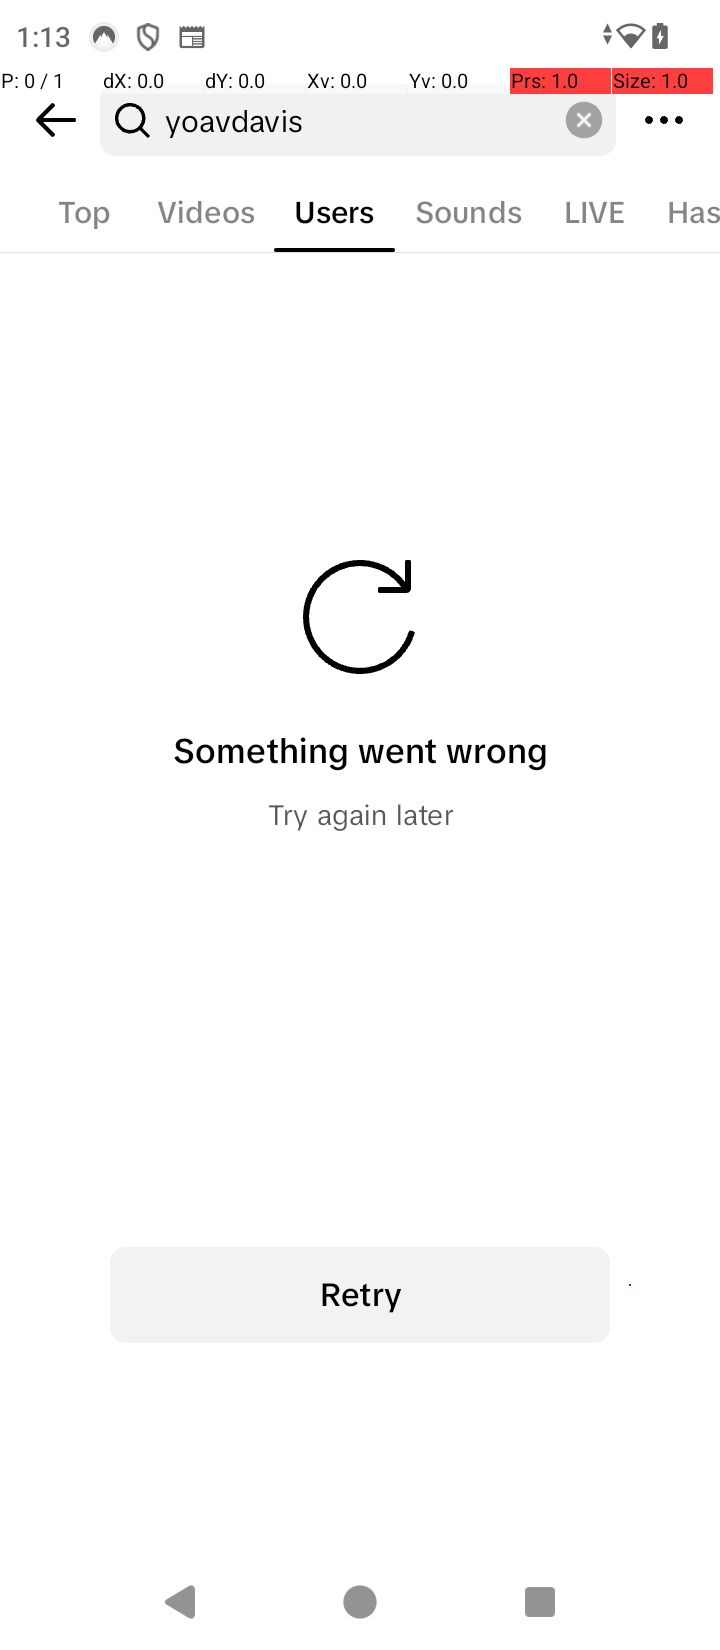 1:13
P: 0 / 1 dX: 0.0 dY: 0.0 Xv: 0.0 Yv: 0.0 Prs: 1.0 Size: 1.0
yoavdavis
Top Videos Users Sounds LIVE Has
Something went wrong
Try again later
Retry